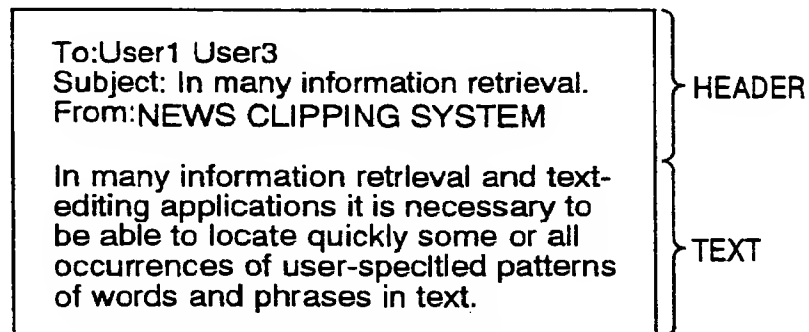 To:User1 User3
Subject: In many information retrieval.
From:NEWS CLIPPING SYSTEM
HEADER
In many information retrleval and text-
editing applications it is necessary to
be able to locate quickly some or all
occurrences of user-specltled patterns
of words and phrases in text.
TEXT